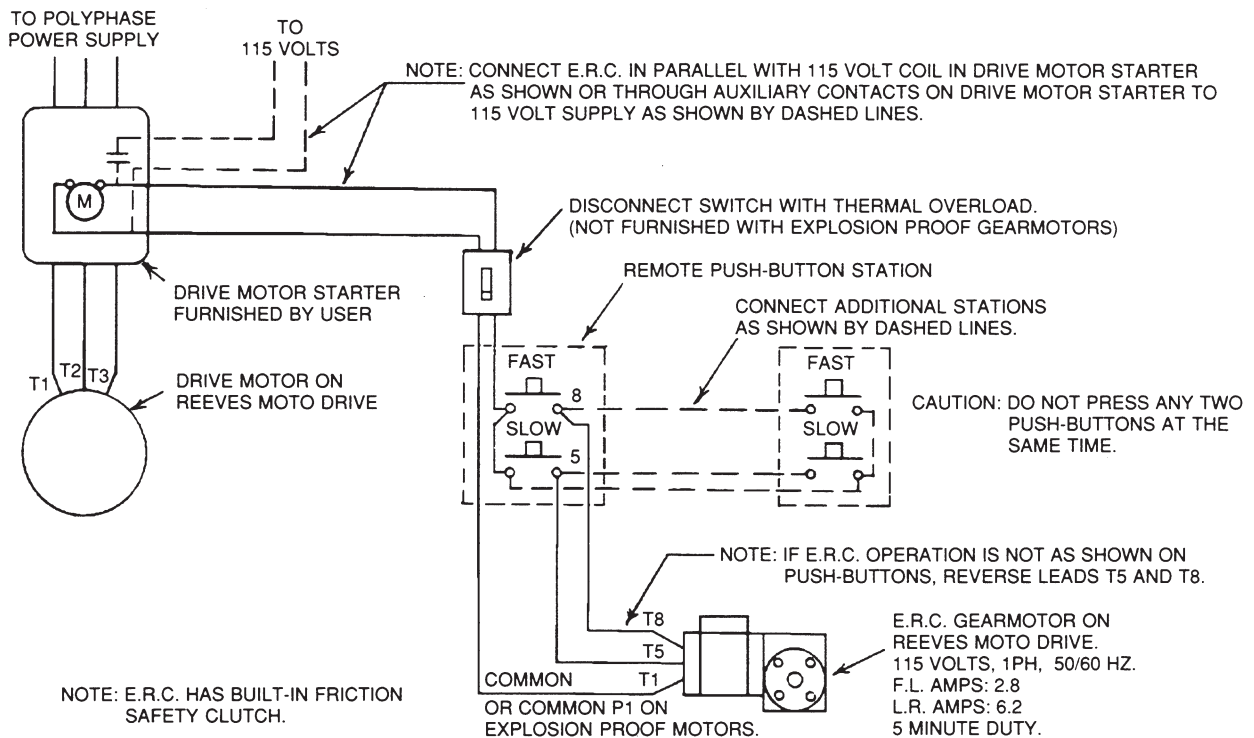 TO POLYPHASE
POWER SUPPLY
TO
115 VOLTS
NOTE: CONNECT E.R.C. IN PARALLEL WITH 115 VOLT COIL IN DRIVE MOTOR STARTER
AS SHOWN OR THROUGH AUXILIARY CONTACTS ON DRIVE MOTOR STARTER TO
115 VOLT SUPPLY AS SHOWN BY DASHED LINES.
M
DISCONNECT SWITCH WITH THERMAL OVERLOAD.
(NOT FURNISHED WITH EXPLOSION PROOF GEARMOTORS)
REMOTE PUSH-BUTTON STATION
DRIVE MOTOR STARTER
FURNISHED BY USER
CONNECT ADDITIONAL STATIONS
AS SHOWN BY DASHED LINES.
T1
T2
T3
DRIVE MOTOR ON
REEVES MOTO DRIVE
FAST
8
SLOW
5
FAST
SLOW
CAUTION: DO NOT PRESS ANY TWO
PUSH-BUTTONS AT THE
SAME TIME.
NOTE: IF E.R.C. OPERATION IS NOT AS SHOWN ON
PUSH-BUTTONS, REVERSE LEADS T5 AND T8.
T8
T5
T1
COMMON
OR COMMON P1 ON
EXPLOSION PROOF MOTORS.
E.R.C. GEARMOTOR ON
REEVES MOTO DRIVE.
115 VOLTS, 1PH, 50/60 HZ.
F.L. AMPS: 2.8
L.R. AMPS: 6.2
5 MINUTE DUTY.
NOTE: E.R.C. HAS BUILT-IN FRICTION
SAFETY CLUTCH.